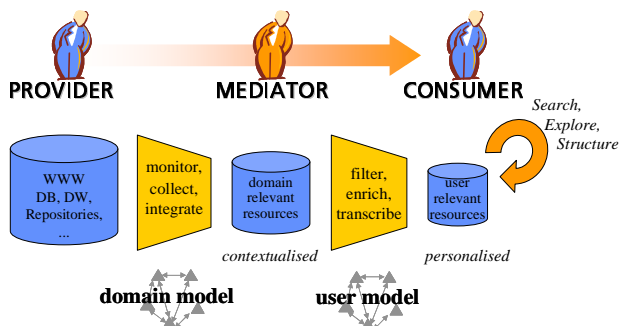 PROVIDER
MEDIATOR
CONSUMER
Search,
Explore,
Structure
WWW
DB, DW,
Repositories,
...
monitor,
collect,
integrate
domain
relevant
resources
filter,
enrich,
transcribe
user
relevant
resources
contextualised
personalised
domain model
user model